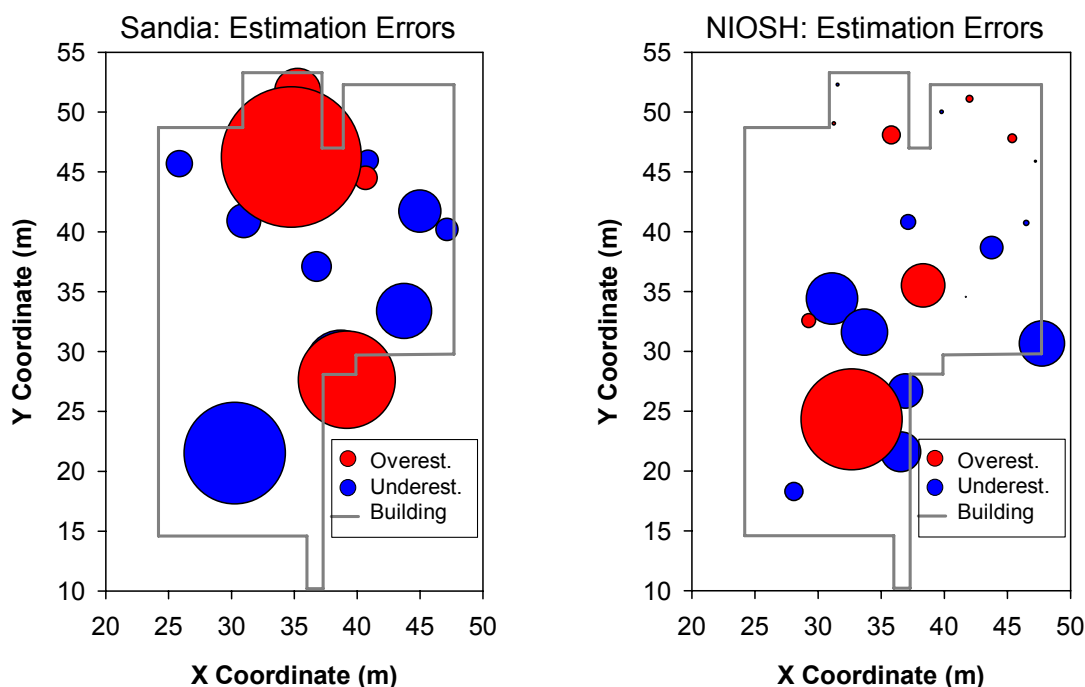 Sandia: Estimation Errors
55
50
45
40
35
30
25
20
15
10
20 25 30 35 40 45 50
Y Coordinate (m)
X Coordinate (m)
Overest.
Underest.
Building
NIOSH: Estimation Errors
55
50
45
40
35
30
25
20
15
10
20 25 30 35 40 45 50
Y Coordinate (m)
X Coordinate (m)
Overest.
Underest.
Building